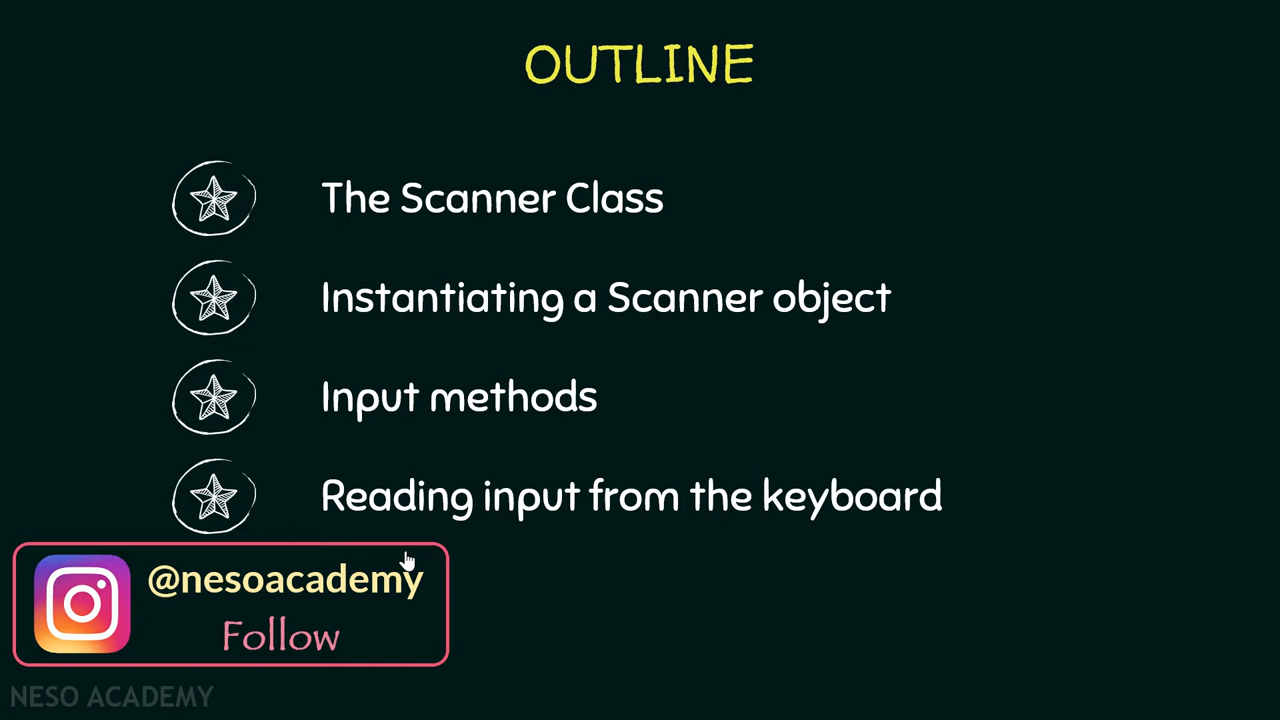 OUTLINE
The Scanner Class
Instantiating a Scanner object
Input methods
Reading input from the keyboard
@nesoacademy
Follow
NESO ACADEMY